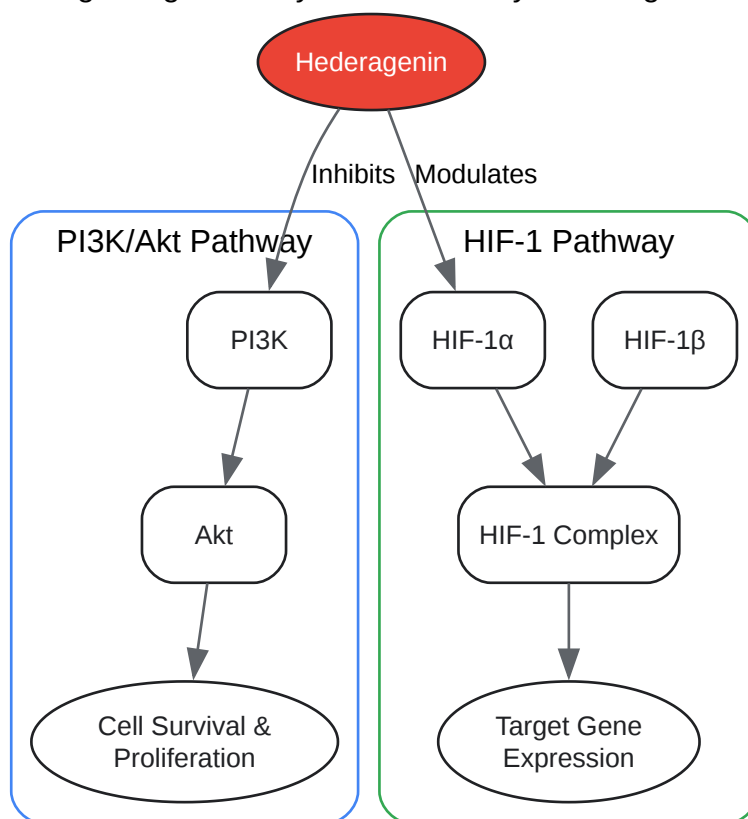 Hederagenin
Inhibits
Modulates
PI3K/Akt Pathway
HIF-1 Pathway
PI3K
HIF-1α
HIF-1β
Akt
HIF-1 Complex
Cell Survival &
Proliferation
Target Gene
Expression